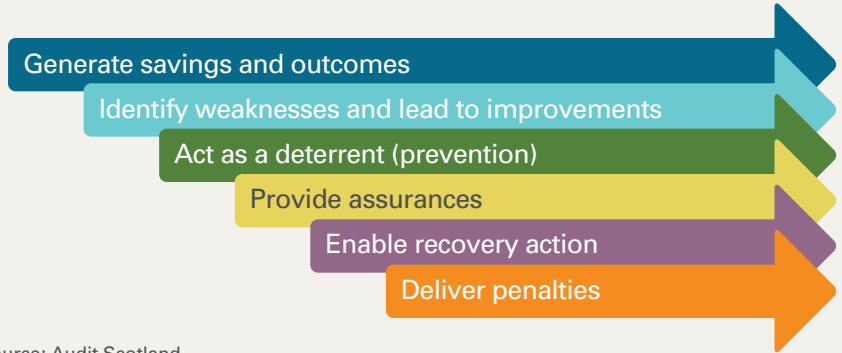 Generate savings and outcomes
Identify weaknesses and lead to improvements
Act as a deterrent (prevention)
Provide assurances
Enable recovery action
Deliver penalties
Audit Scotland